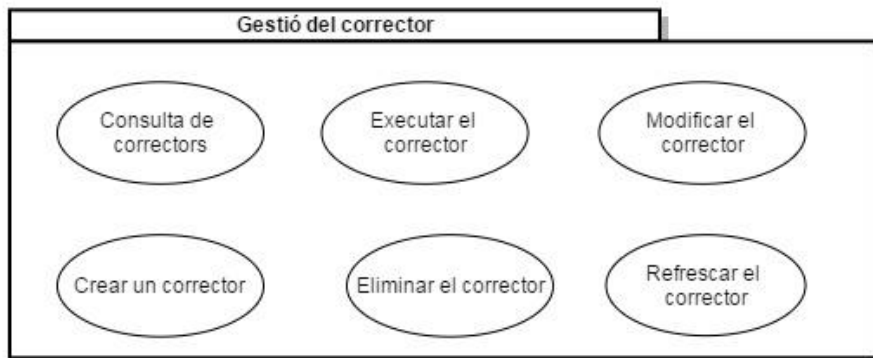 Gestió del corrector
Consulta de
correctors
Executar el
corrector
Modificar el
corrector
Crear un corrector
Eliminar el corrector
Refrescar el
corrector